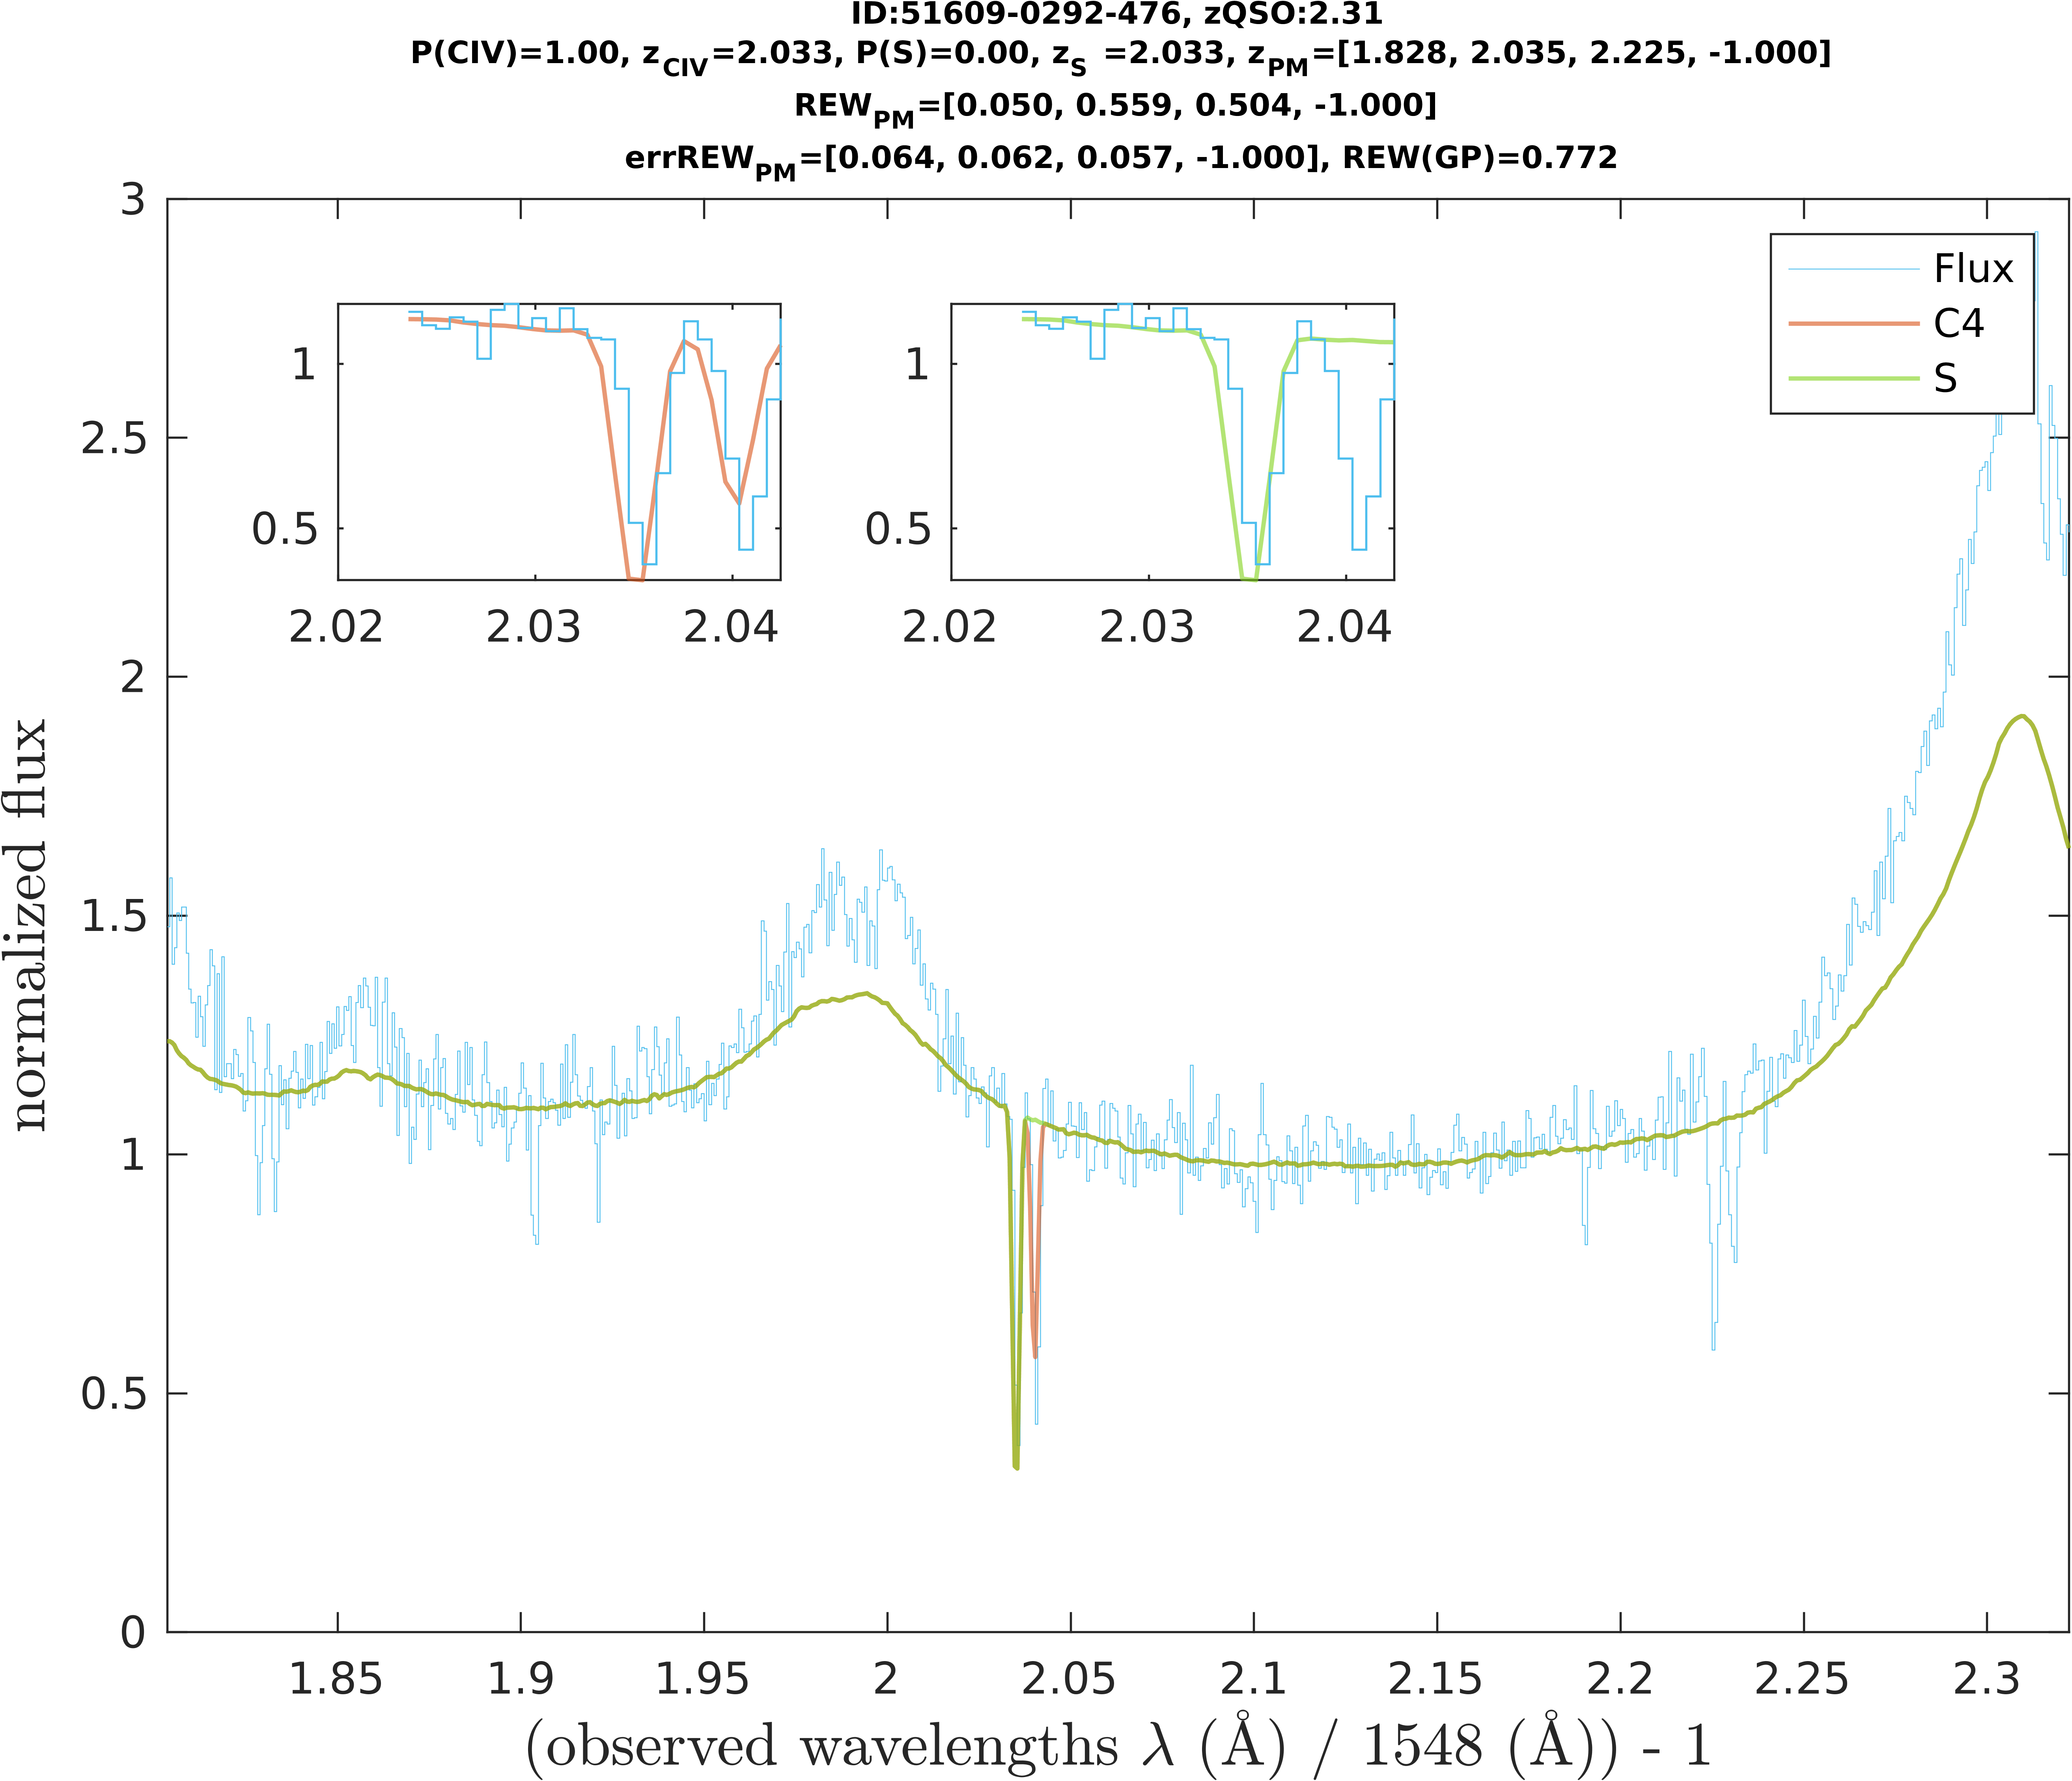 ID:51609-0292-476, zQSO:2.31
P(CIV)=1.00, zCIV=2.033, P(S)=0.00, zS =2.033, zPM=[1.828, 2.035, 2.225, -1.000]
REWPM=[0.050, 0.559, 0.504, -1.000]
errREWPM=[0.064, 0.062, 0.057, -1.000], REW(GP)=0.772
3
2.5
2
1.5
1
0.5
0
normalized flux
1
0.5
2.02 2.03 2.04
1
0.5
2.02 2.03 2.04
Flux
C4
S
1.85 1.9 1.95 2 2.05 2.1 2.15 2.2 2.25 2.3
(observed wavelengths λ (Å) / 1548 (Å)) - 1